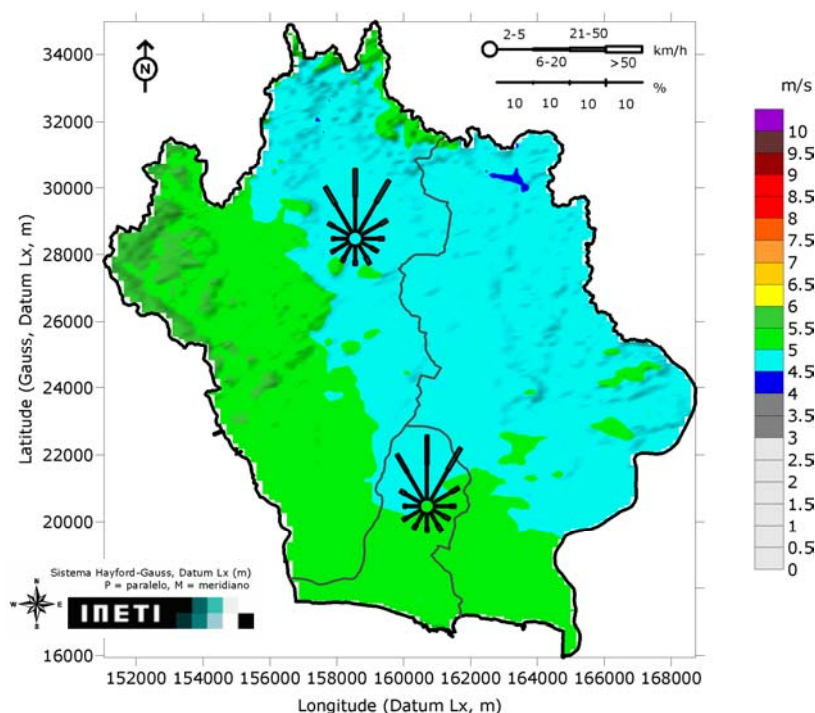 2-5 21-50
km/h
6-20 >50
%
10 10 10 10
N
m/s
10
9.5
9
8.5
8
7.5
7
6.5
6
5.5
5
4.5
4
3.5
3
2.5
2
1.5
1
0.5
0
Latitude (Gauss, Datum Lx, m)
34000
32000
30000
28000
26000
24000
22000
20000
16000
Sistema Hayford-Gauss, Datum Lx (m)
P = paralelo, M = meridiano
N
W E
S
INETI
152000 154000 156000 158000 160000 162000 164000 166000 168000
Longitude (Datum Lx, m)